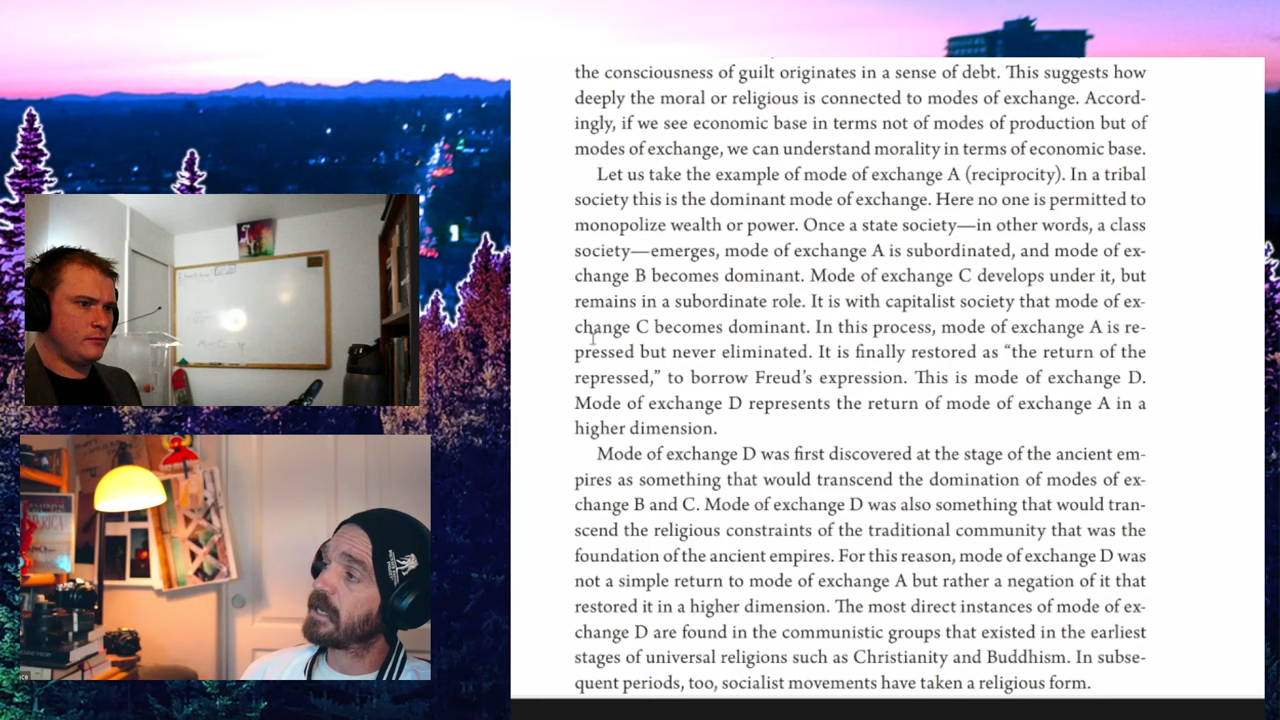 the consciousness of guilt originates in a sense of debt. This suggests how
deeply the moral or religious is connected to modes of exchange. Accord-
ingly, if we see economic base in terms not of modes of production but of
modes of exchange, we can understand morality in terms of economic base.
Let us take the example of mode of exchange A (reciprocity). In a tribal
society this is the dominant mode of exchange. Here no one is permitted to
monopolize wealth or power. Once a state society—in other words, a class
society—emerges, mode of exchange A is subordinated, and mode of ex-
change B becomes dominant. Mode of exchange C develops under it, but
remains in a subordinate role. It is with capitalist society that mode of ex-
change C becomes dominant. In this process, mode of exchange A is re-
pressed but never eliminated. It is finally restored as “the return of the
repressed,” to borrow Freud’s expression. This is mode of exchange D.
Mode of exchange D represents the return of mode of exchange A in a
higher dimension.
Mode of exchange D was first discovered at the stage of the ancient em-
pires as something that would transcend the domination of modes of ex-
change B and C. Mode of exchange D was also something that would tran-
scend the religious constraints of the traditional community that was the
foundation of the ancient empires. For this reason, mode of exchange D was
not a simple return to mode of exchange A but rather a negation of it that
restored it in a higher dimension. The most direct instances of mode of ex-
change D are found in the communistic groups that existed in the earliest
stages of universal religions such as Christianity and Buddhism. In subse-
quent periods, too, socialist movements have taken a religious form.